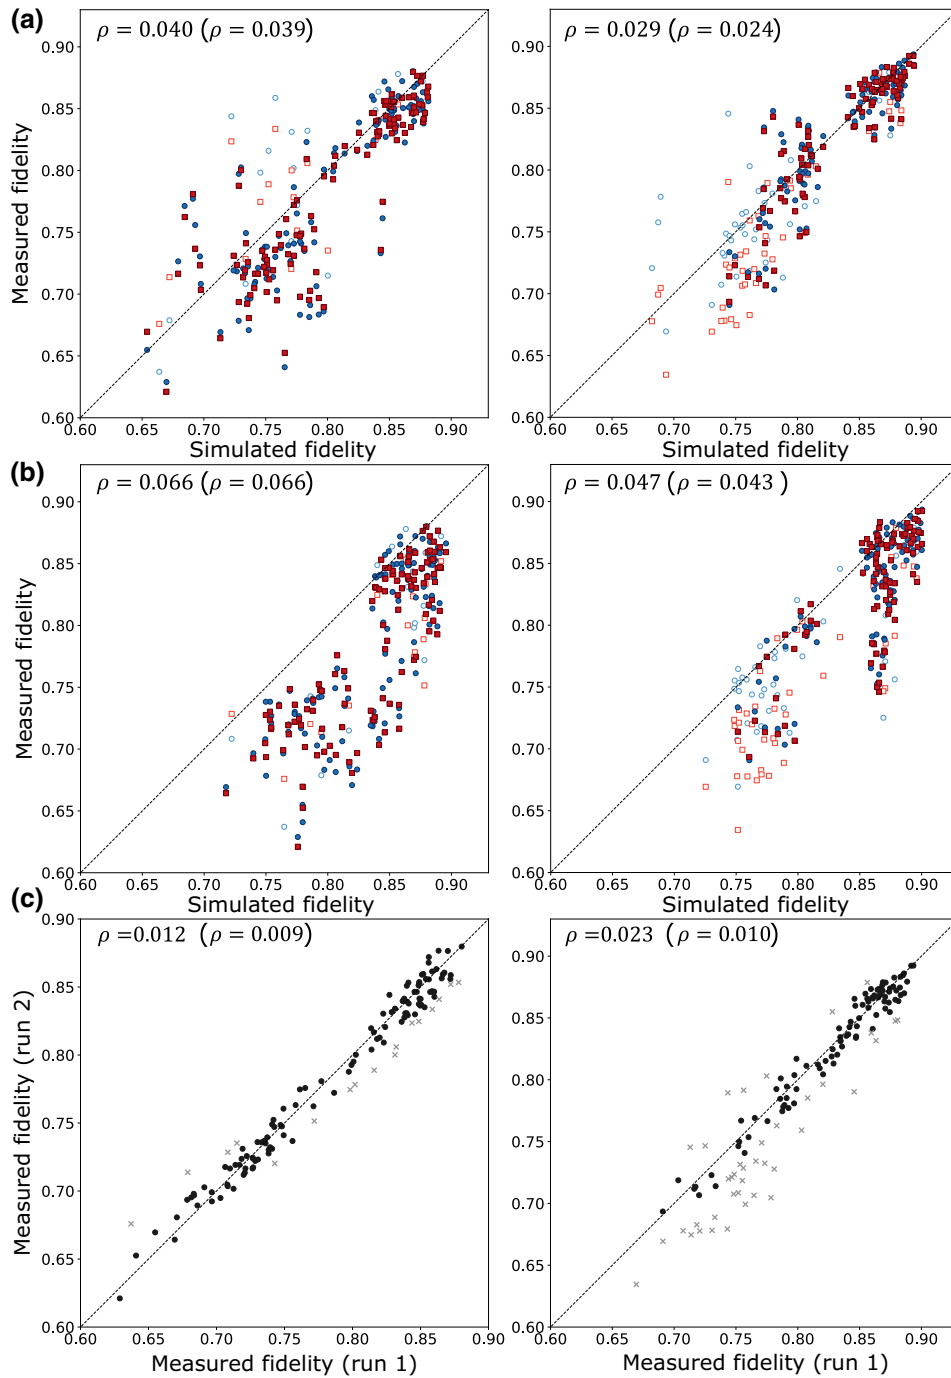 (a)
ρ = 0.040 (ρ = 0.039)
0.90
0.85
0.80
0.75
0.70
0.65
0.60
Measured fidelity
0.60 0.65 0.70 0.75 0.80 0.85 0.90
Simulated fidelity
ρ = 0.029 (ρ = 0.024)
0.90
0.85
0.80
0.75
0.70
0.65
0.60
0.60 0.65 0.70 0.75 0.80 0.85 0.90
Simulated fidelity
(b)
ρ = 0.066 (ρ = 0.066)
0.90
0.85
0.80
0.75
0.70
0.65
0.60
Measured fidelity
0.60 0.65 0.70 0.75 0.80 0.85 0.90
Simulated fidelity
ρ = 0.047 (ρ = 0.043 )
0.90
0.85
0.80
0.75
0.70
0.65
0.60
0.60 0.65 0.70 0.75 0.80 0.85 0.90
Simulated fidelity
(c)
ρ =0.012 (ρ = 0.009)
0.90
0.85
0.80
0.75
0.70
0.65
0.60
Measured fidelity (run 2)
0.60 0.65 0.70 0.75 0.80 0.85 0.90
Measured fidelity (run 1)
ρ =0.023 (ρ = 0.010)
0.90
0.85
0.80
0.75
0.70
0.65
0.60
0.60 0.65 0.70 0.75 0.80 0.85 0.90
Measured fidelity (run 1)